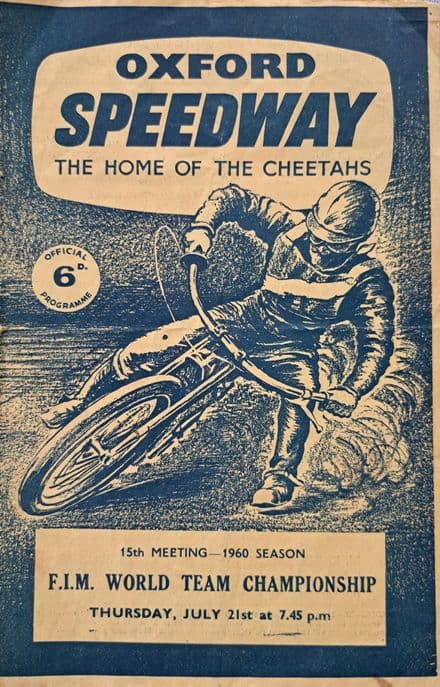 OXFORD
SPEEDWAY
THE HOME OF THE CHEETAHS
OFFICIAL
6D.
PROGRAMME
15th MEETING—1960 SEASON
F.I.M. WORLD TEAM CHAMPIONSHIP
THURSDAY, JULY 21st at 7.45 p.m